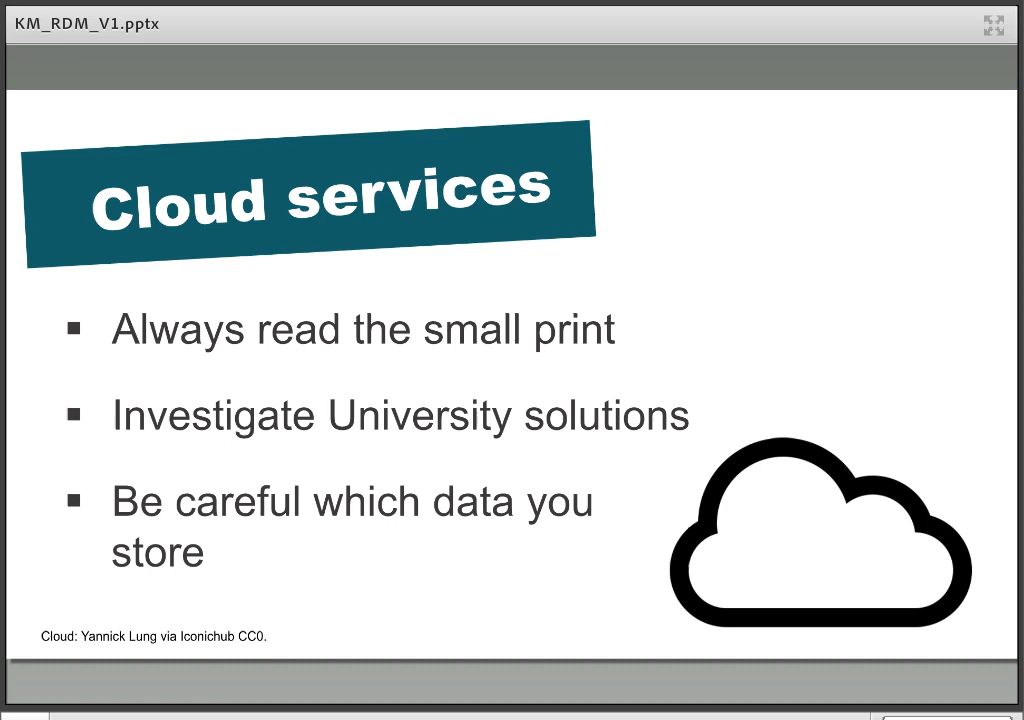 KM_RDM_V1.pptx
Cloud services
▪ Always read the small print
▪ Investigate University solutions
▪ Be careful which data you
store
Cloud: Yannick Lung via Iconichub CC0.